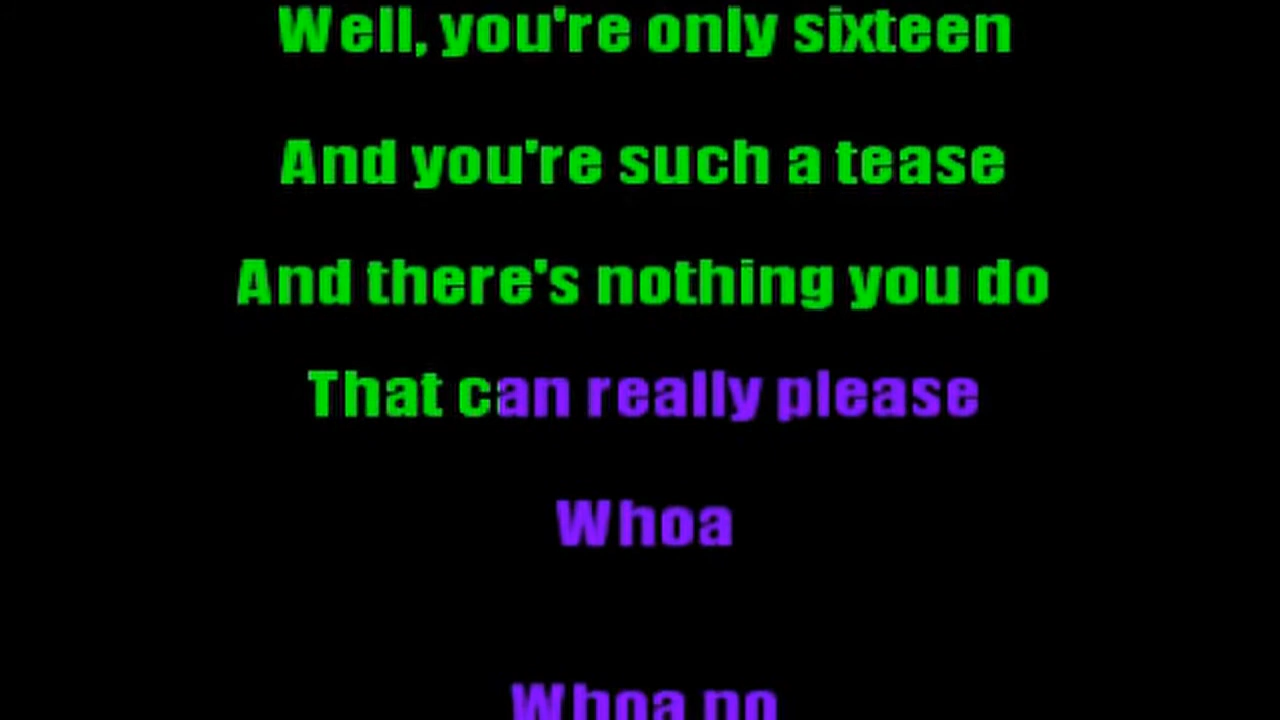 Well, you're only sixteen
And you're such a tease
And there's nothing you do
That can really please
Whoa
Whoa no